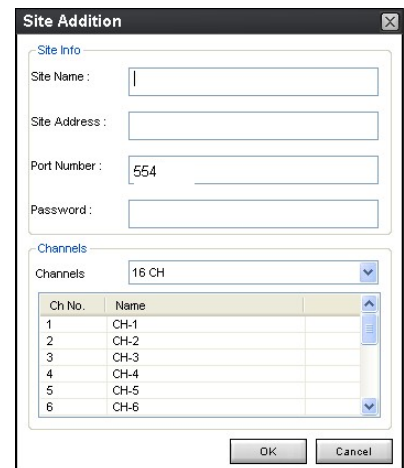 Site Addition
Site Info
Site Name :
Site Address :
Port Number : 554
Password :
Channels
Channels 16 CH
Ch No. Name
1 CH-1
2 CH-2
3 CH-3
4 CH-4
5 CH-5
6 CH-6
OK Cancel